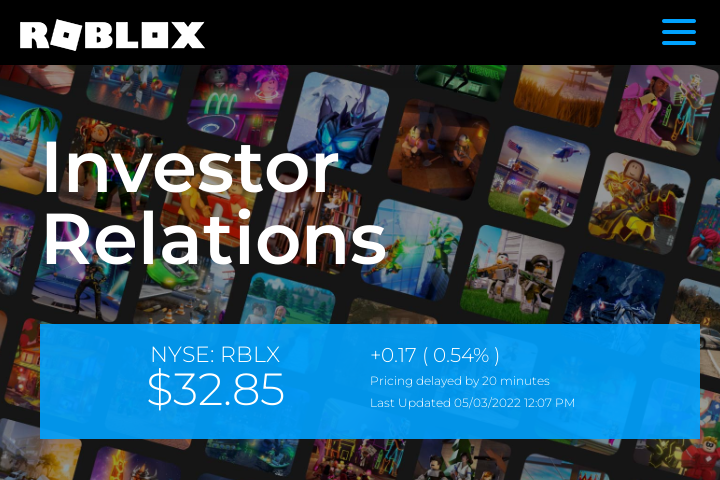 ROBLOX
Investor
Relations
NYSE: RBLX
$32.85
+0.17 ( 0.54% )
Pricing delayed by 20 minutes
Last Updated 05/03/2022 12:07 PM